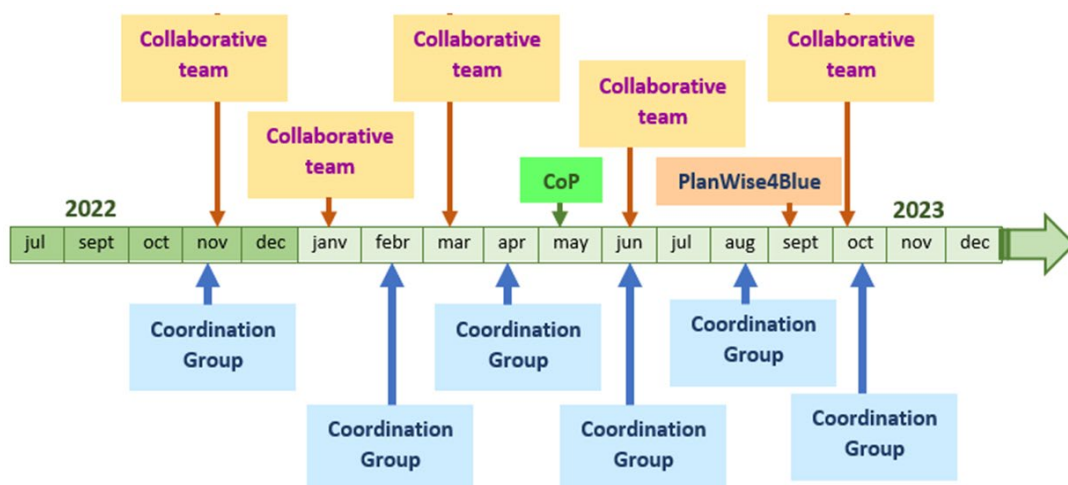 Collaborative
team
Collaborative
team
Collaborative
team
Collaborative
team
Collaborative
team
CoP
PlanWise4Blue
2022
2023
jul sept oct nov dec janv febr mar apr may jun jul aug sept oct nov dec
Coordination
Group
Coordination
Group
Coordination
Group
Coordination
Group
Coordination
Group
Coordination
Group